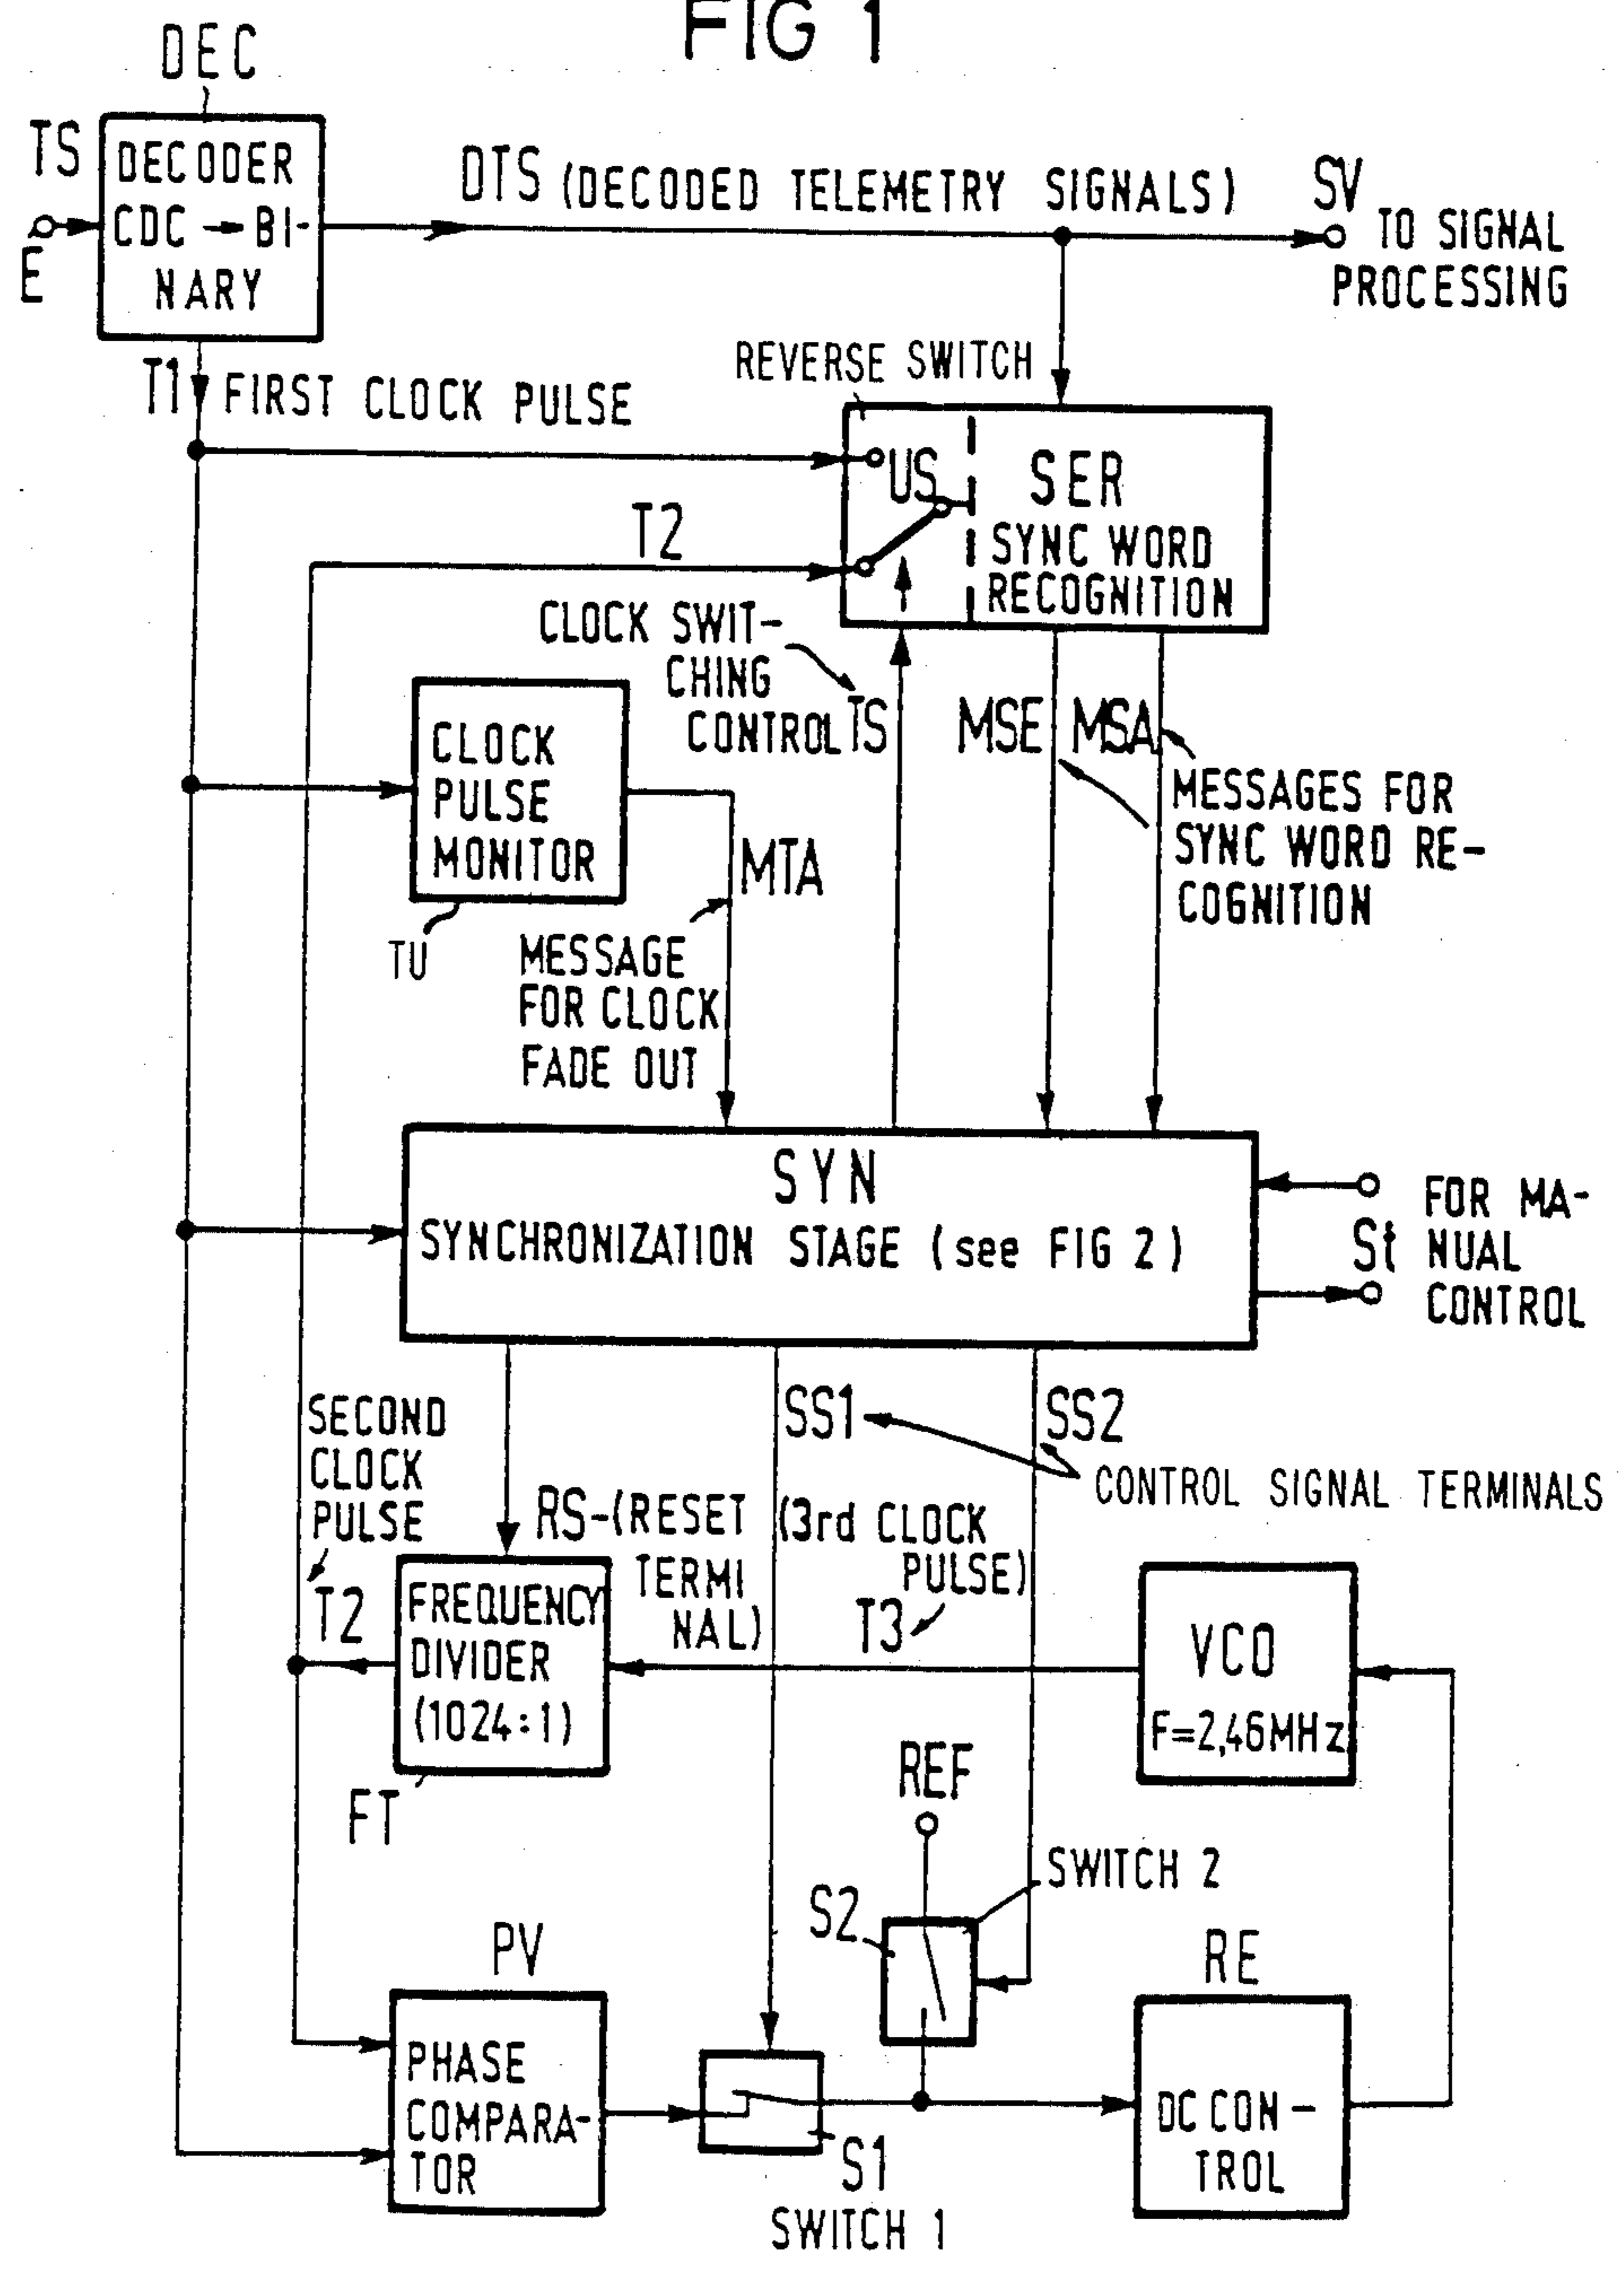 FIG 1
DEC
TS
DECODER
CDC → BI-
NARY
E
DTS (DECODED TELEMETRY SIGNALS)
SV
TO SIGNAL
PROCESSING
T1
FIRST CLOCK PULSE
REVERSE SWITCH
US
SER
SYNC WORD
RECOGNITION
T2
CLOCK SWIT-
CHING
CONTROL
TS
MSE
MSA
MESSAGES FOR
SYNC WORD RE-
COGNITION
CLOCK
PULSE
MONITOR
TU
MTA
MESSAGE
FOR CLOCK
FADE OUT
SYN
SYNCHRONIZATION STAGE (see FIG 2)
St
FOR MA-
NUAL
CONTROL
SECOND
CLOCK
PULSE
T2
RS-(RESET
TERMI
NAL)
SS1
SS2
CONTROL SIGNAL TERMINALS
(3rd CLOCK
PULSE)
T3
FREQUENCY
DIVIDER
(1024:1)
FT
VCO
F=2,46MHz
REF
S2
SWITCH 2
PV
PHASE
COMPARA-
TOR
S1
SWITCH 1
RE
DC CON-
TROL